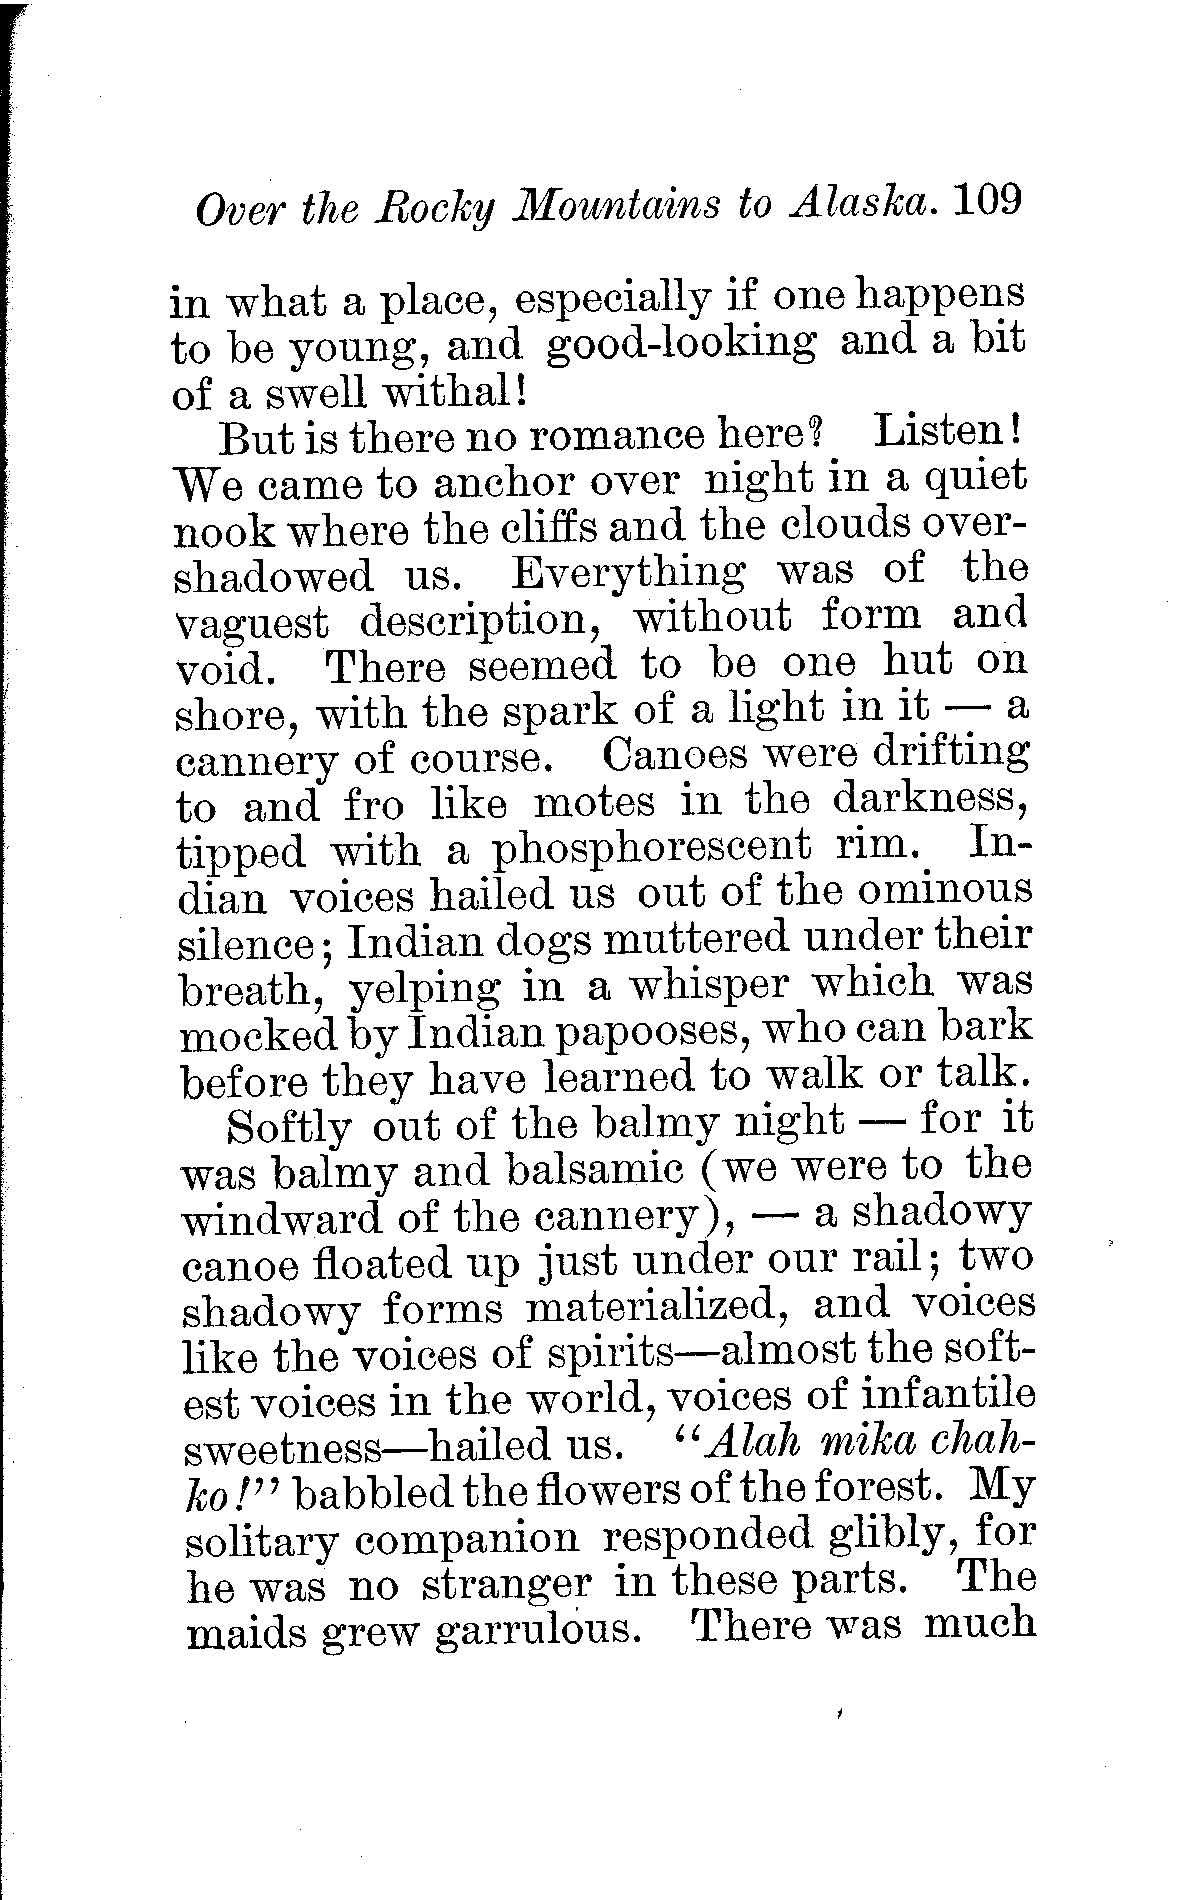 Over the Rocky Mountains to Alaska. 109
in what a place, especially if one happens
to be young, and good-looking and a bit
of a swell withal!
But is there no romance here? Listen!
We came to anchor over night in a quiet
nook where the cliffs and the clouds over-
shadowed us. Everything was of the
vaguest description, without form and
void. There seemed to be one hut on
shore, with the spark of a light in it — a
cannery of course. Canoes were drifting
to and fro like motes in the darkness,
tipped with a phosphorescent rim. In-
dian voices hailed us out of the ominous
silence; Indian dogs muttered under their
breath, yelping in a whisper which was
mocked by Indian papooses, who can bark
before they have learned to walk or talk.
Softly out of the balmy night — for it
was balmy and balsamic (we were to the
windward of the cannery), — a shadowy
canoe floated up just under our rail; two
shadowy forms materialized, and voices
like the voices of spirits—almost the soft-
est voices in the world, voices of infantile
sweetness—hailed us. "Alah mika chah-
ko!" babbled the flowers of the forest. My
solitary companion responded glibly, for
he was no stranger in these parts. The
maids grew garrulous. There was much